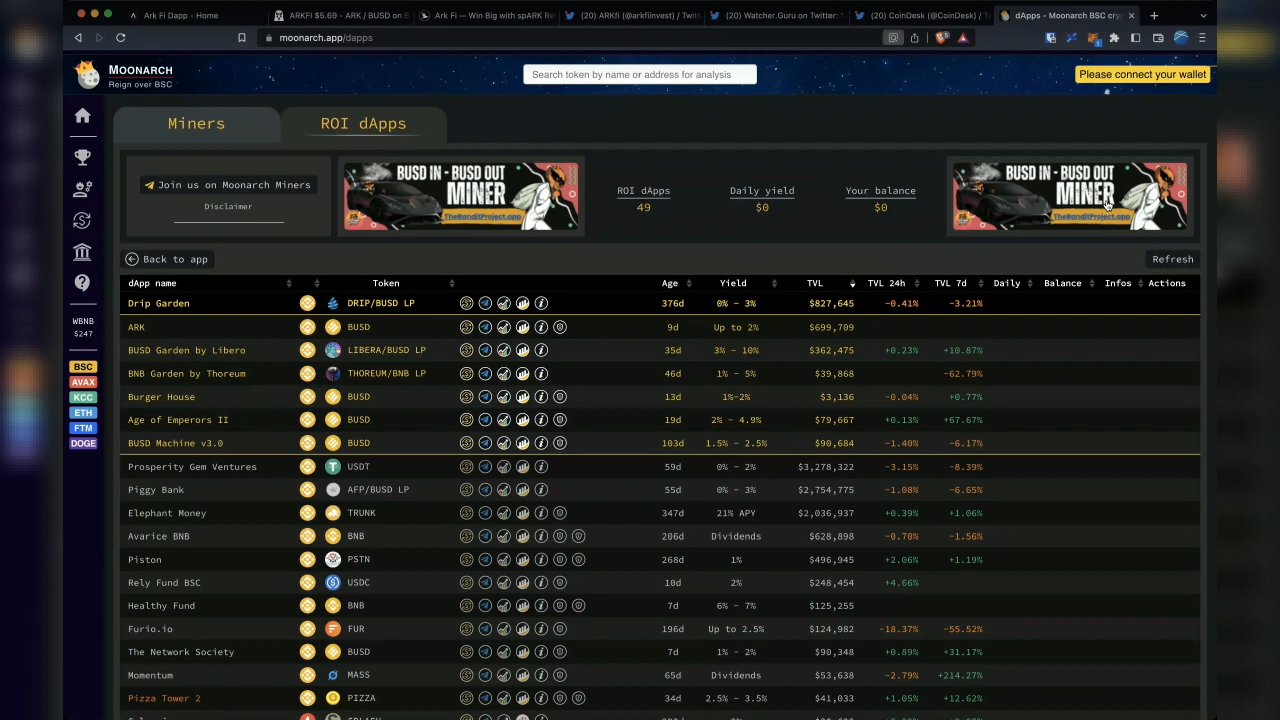 Ark Fi Dapp - Home
ARKFI $5.69 - ARK / BUSD on B
Ark Fi — Win Big with spARK Re
(20) ARKfi (@arkfiinvest) / Twitt
(20) Watcher.Guru on Twitter: "
(20) CoinDesk (@CoinDesk) / T
dApps - Moonarch BSC cry
moonarch.app/dapps
MOONARCH
Reign over BSC
Search token by name or address for analysis
Please connect your wallet
Miners
ROI dApps
Join us on Moonarch Miners
Disclaimer
BUSD IN - BUSD OUT
MINER
TheBanditProject.app
ROI dApps
49
Daily yield
$0
Your balance
$0
BUSD IN - BUSD OUT
MINER
TheBanditProject.app
Back to app
Refresh
WBNB
$247
BSC
AVAX
KCC
ETH
FTM
DOGE
dApp name Token Age Yield TVL TVL 24h TVL 7d Daily Balance Infos Actions
Drip Garden DRIP/BUSD LP 376d 0% - 3% $827,645 -0.41% -3.21%
ARK BUSD 9d Up to 2% $699,709
BUSD Garden by Libero LIBERA/BUSD LP 35d 3% - 10% $362,475 +0.23% +10.87%
BNB Garden by Thoreum THOREUM/BNB LP 46d 1% - 5% $39,868 -62.79%
Burger House BUSD 13d 1%-2% $3,136 -0.04% +0.77%
Age of Emperors II BUSD 19d 2% - 4.9% $79,667 +0.13% +67.67%
BUSD Machine v3.0 BUSD 103d 1.5% - 2.5% $90,684 -1.40% -6.17%
Prosperity Gem Ventures USDT 59d 0% - 2% $3,278,322 -3.15% -8.39%
Piggy Bank AFP/BUSD LP 55d 0% - 3% $2,754,775 -1.08% -6.65%
Elephant Money TRUNK 347d 21% APY $2,036,937 +0.39% +1.06%
Avarice BNB BNB 206d Dividends $628,898 -0.70% -1.56%
Piston PSTN 268d 1% $496,945 +2.06% +1.19%
Rely Fund BSC USDC 10d 2% $248,454 +4.66%
Healthy Fund BNB 7d 6% - 7% $125,255
Furio.io FUR 196d Up to 2.5% $124,982 -18.37% -55.52%
The Network Society BUSD 7d 1% - 2% $90,348 +0.89% +31.17%
Momentum MASS 65d Dividends $53,638 -2.79% +214.27%
Pizza Tower 2 PIZZA 34d 2.5% - 3.5% $41,033 +1.05% +12.62%